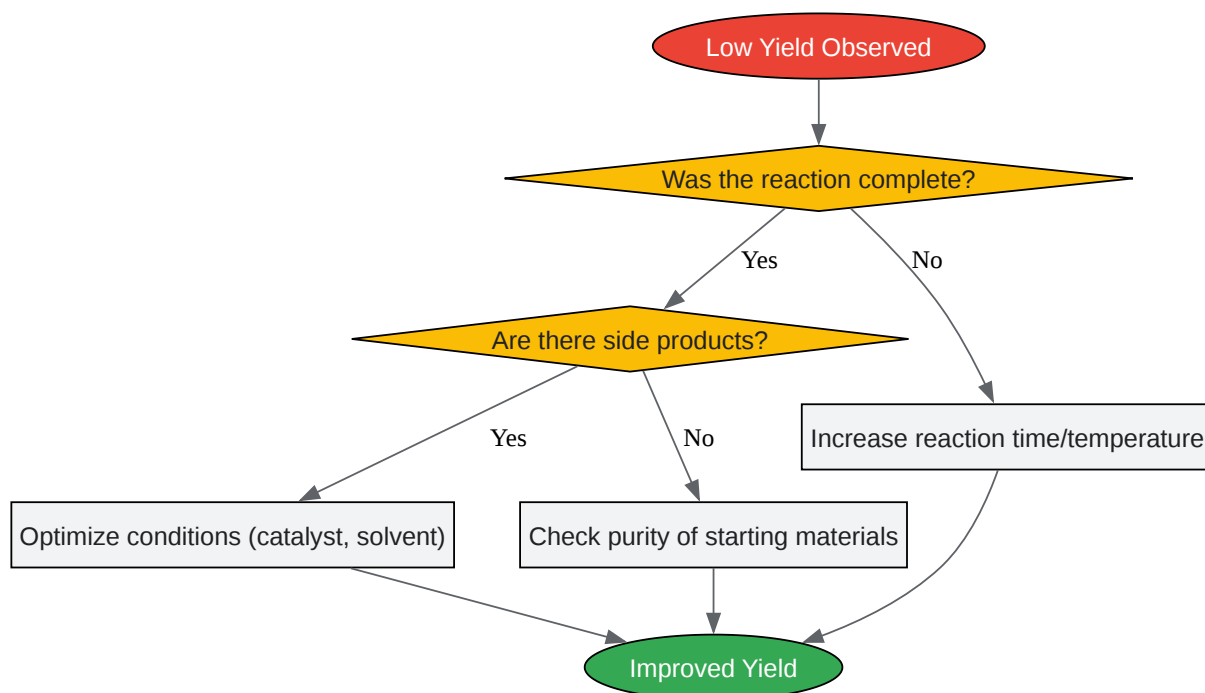 Low Yield Observed
Was the reaction complete?
Yes
No
Are there side products?
Yes
No
Increase reaction time/temperature
Optimize conditions (catalyst, solvent)
Check purity of starting materials
Improved Yield